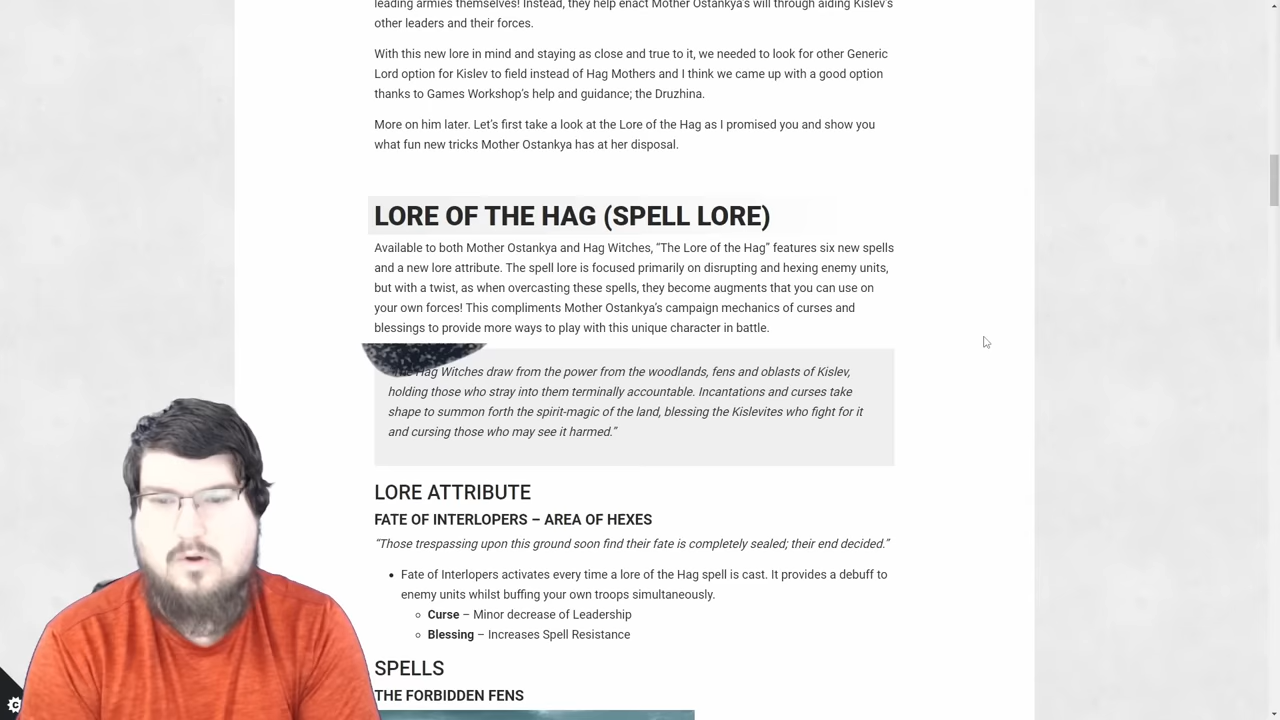 leading armies themselves! Instead, they help enact Mother Ostankya's will through aiding Kislev's
other leaders and their forces.
With this new lore in mind and staying as close and true to it, we needed to look for other Generic
Lord option for Kislev to field instead of Hag Mothers and I think we came up with a good option
thanks to Games Workshop's help and guidance; the Druzhina.
More on him later. Let's first take a look at the Lore of the Hag as I promised you and show you
what fun new tricks Mother Ostankya has at her disposal.
LORE OF THE HAG (SPELL LORE)
Available to both Mother Ostankya and Hag Witches, “The Lore of the Hag” features six new spells
and a new lore attribute. The spell lore is focused primarily on disrupting and hexing enemy units,
but with a twist, as when overcasting these spells, they become augments that you can use on
your own forces! This compliments Mother Ostankya's campaign mechanics of curses and
blessings to provide more ways to play with this unique character in battle.
Hag Witches draw from the power from the woodlands, fens and oblasts of Kislev,
holding those who stray into them terminally accountable. Incantations and curses take
shape to summon forth the spirit-magic of the land, blessing the Kislevites who fight for it
and cursing those who may see it harmed.”
LORE ATTRIBUTE
FATE OF INTERLOPERS – AREA OF HEXES
“Those trespassing upon this ground soon find their fate is completely sealed; their end decided.”
• Fate of Interlopers activates every time a lore of the Hag spell is cast. It provides a debuff to
enemy units whilst buffing your own troops simultaneously.
○ Curse – Minor decrease of Leadership
○ Blessing – Increases Spell Resistance
SPELLS
THE FORBIDDEN FENS